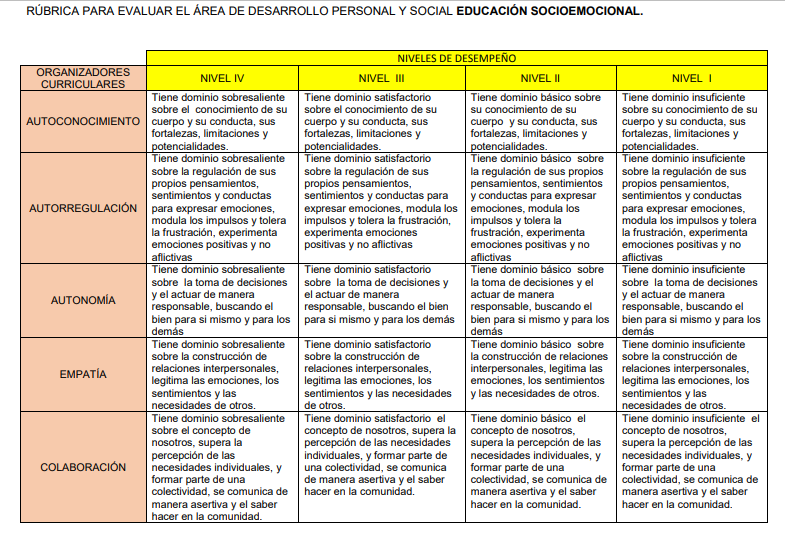 RÚBRICA PARA EVALUAR EL ÁREA DE DESARROLLO PERSONAL Y SOCIAL EDUCACIÓN SOCIOEMOCIONAL.
NIVELES DE DESEMPEÑO
ORGANIZADORES
CURRICULARES
NIVEL IV
NIVEL III
NIVEL II
NIVEL I
AUTOCONOCIMIENTO
Tiene dominio sobresaliente
sobre el conocimiento de su
cuerpo y su conducta, sus
fortalezas, limitaciones y
potencialidades.
Tiene dominio satisfactorio
sobre el conocimiento de su
cuerpo y su conducta, sus
fortalezas, limitaciones y
potencialidades.
Tiene dominio básico sobre
su conocimiento de su
cuerpo y su conducta, sus
fortalezas, limitaciones y
potencialidades.
Tiene dominio insuficiente
sobre su conocimiento de su
cuerpo y su conducta, sus
fortalezas, limitaciones y
potencialidades.
AUTORREGULACIÓN
Tiene dominio sobresaliente
sobre la regulación de sus
propios pensamientos,
sentimientos y conductas
para expresar emociones,
modula los impulsos y tolera
la frustración, experimenta
emociones positivas y no
aflictivas
Tiene dominio satisfactorio
sobre la regulación de sus
propios pensamientos,
sentimientos y conductas para
expresar emociones, modula los
impulsos y tolera la frustración,
experimenta emociones
positivas y no aflictivas
Tiene dominio básico sobre
la regulación de sus propios
pensamientos, sentimientos
y conductas para expresar
emociones, modula los
impulsos y tolera la
frustración, experimenta
emociones positivas y no
aflictivas
Tiene dominio insuficiente
sobre la regulación de sus
propios pensamientos,
sentimientos y conductas
para expresar emociones,
modula los impulsos y tolera
la frustración, experimenta
emociones positivas y no
aflictivas
AUTONOMÍA
Tiene dominio sobresaliente
sobre la toma de decisiones
y el actuar de manera
responsable, buscando el
bien para si mismo y para los
demás
Tiene dominio satisfactorio
sobre la toma de decisiones y
el actuar de manera
responsable, buscando el bien
para si mismo y para los demás
Tiene dominio básico sobre
la toma de decisiones y el
actuar de manera
responsable, buscando el
bien para si mismo y para los
demás
Tiene dominio insuficiente
sobre la toma de decisiones
y el actuar de manera
responsable, buscando el
bien para si mismo y para los
demás
EMPATÍA
Tiene dominio sobresaliente
sobre la construcción de
relaciones interpersonales,
legitima las emociones, los
sentimientos y las
necesidades de otros.
Tiene dominio satisfactorio
sobre la construcción de
relaciones interpersonales,
legitima las emociones, los
sentimientos y las necesidades
de otros.
Tiene dominio básico sobre
la construcción de relaciones
interpersonales, legitima las
emociones, los sentimientos
y las necesidades de otros.
Tiene dominio insuficiente
sobre la construcción de
relaciones interpersonales,
legitima las emociones, los
sentimientos y las
necesidades de otros.
COLABORACIÓN
Tiene dominio sobresaliente
sobre el concepto de
nosotros, supera la
percepción de las
necesidades individuales, y
formar parte de una
colectividad, se comunica de
manera asertiva y el saber
hacer en la comunidad.
Tiene dominio satisfactorio el
concepto de nosotros, supera la
percepción de las necesidades
individuales, y formar parte de
una colectividad, se comunica
de manera asertiva y el saber
hacer en la comunidad.
Tiene dominio básico el
concepto de nosotros,
supera la percepción de las
necesidades individuales, y
formar parte de una
colectividad, se comunica de
manera asertiva y el saber
hacer en la comunidad.
Tiene dominio insuficiente el
concepto de nosotros,
supera la percepción de las
necesidades individuales, y
formar parte de una
colectividad, se comunica de
manera asertiva y el saber
hacer en la comunidad.